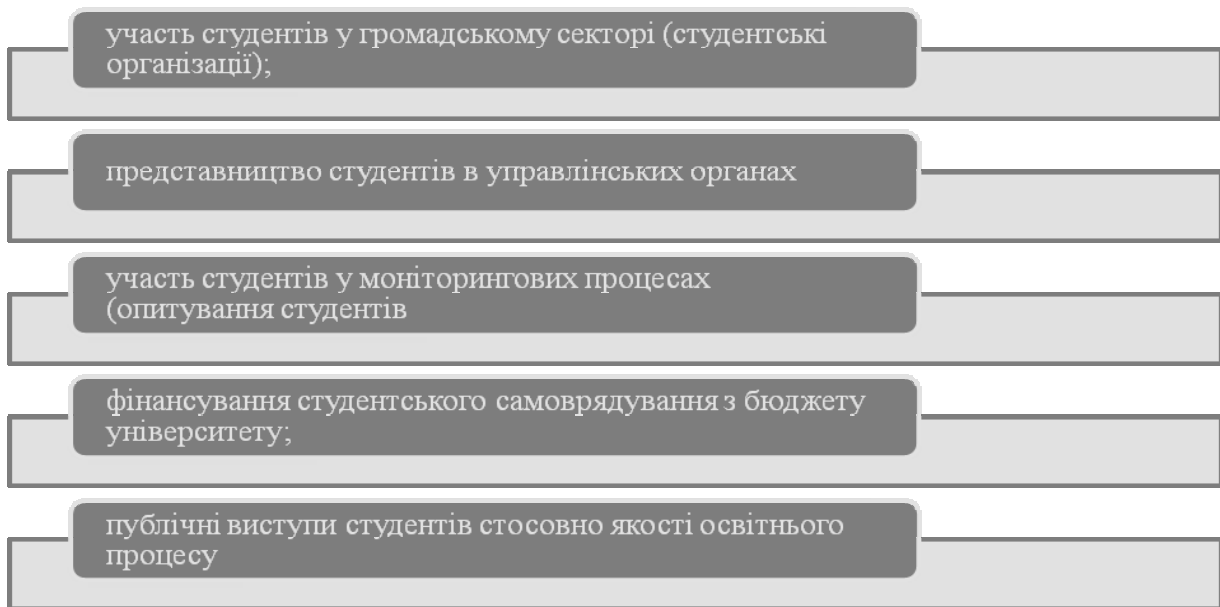 участь студентів у громадському секторі (студентські
організації);
представництво студентів в управлінських органах
участь студентів у моніторингових процесах
(опитування студентів
фінансування студентського самоврядування з бюджету
університету;
публічні виступи студентів стосовно якості освітнього
процесу